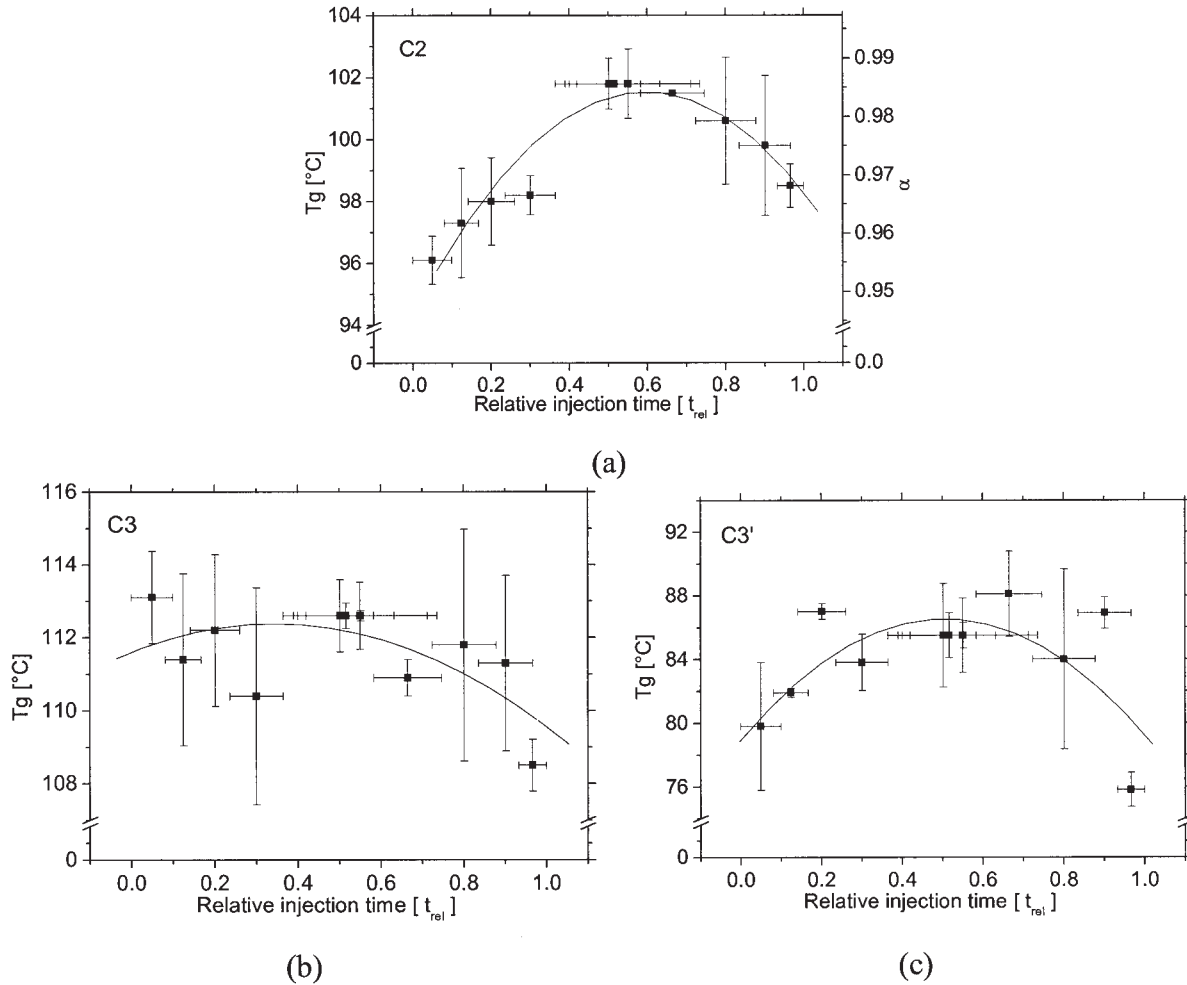 104
102
100
98
96
94
0
Tg [°C]
C2
0.99
0.98
0.97
0.96
0.95
0.0
α
0.0 0.2 0.4 0.6 0.8 1.0
Relative injection time [ t_rel ]
(a)
116
114
112
110
108
0
Tg [°C]
C3
0.0 0.2 0.4 0.6 0.8 1.0
Relative injection time [ t_rel ]
(b)
92
88
84
80
76
0
Tg [°C]
C3'
0.0 0.2 0.4 0.6 0.8 1.0
Relative injection time [ t_rel ]
(c)